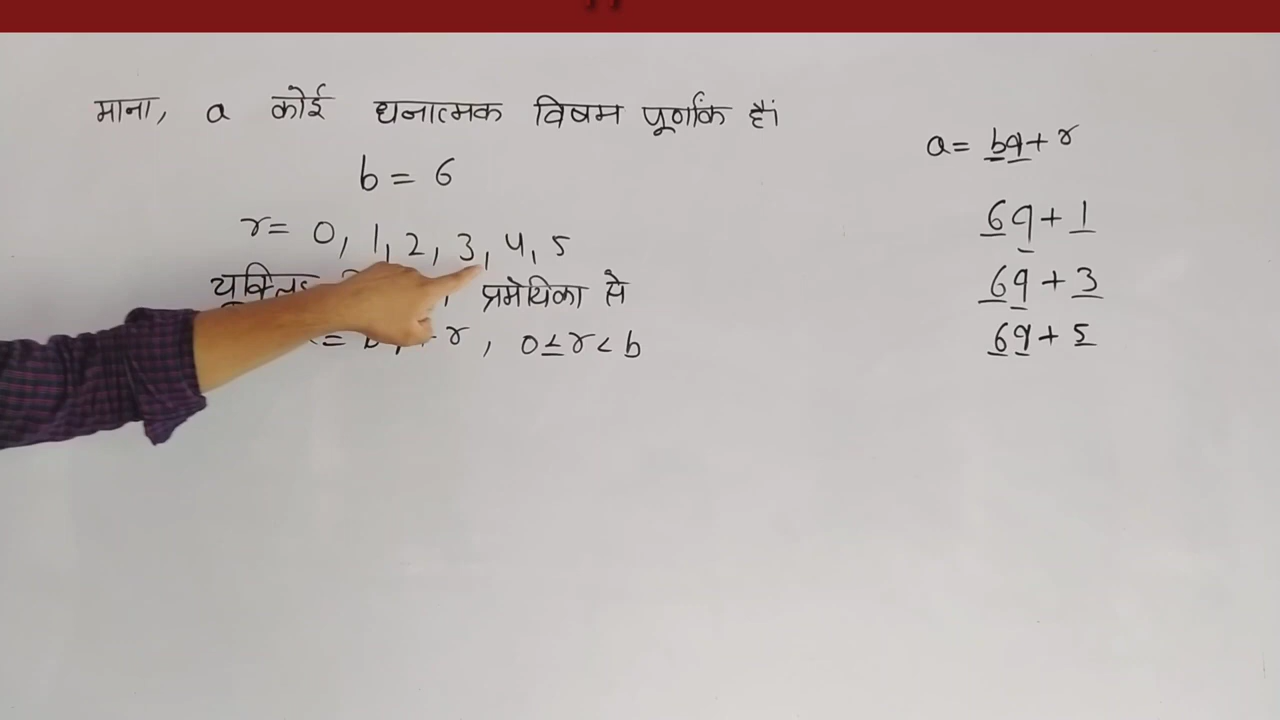 माना, a कोई धनात्मक विषम पूर्णांक है।
b = 6
r = 0, 1, 2, 3, 4, 5
प्रमेयिका से
r, 0 ≤ r < b
a = bq + r
6q + 1
6q + 3
6q + 5